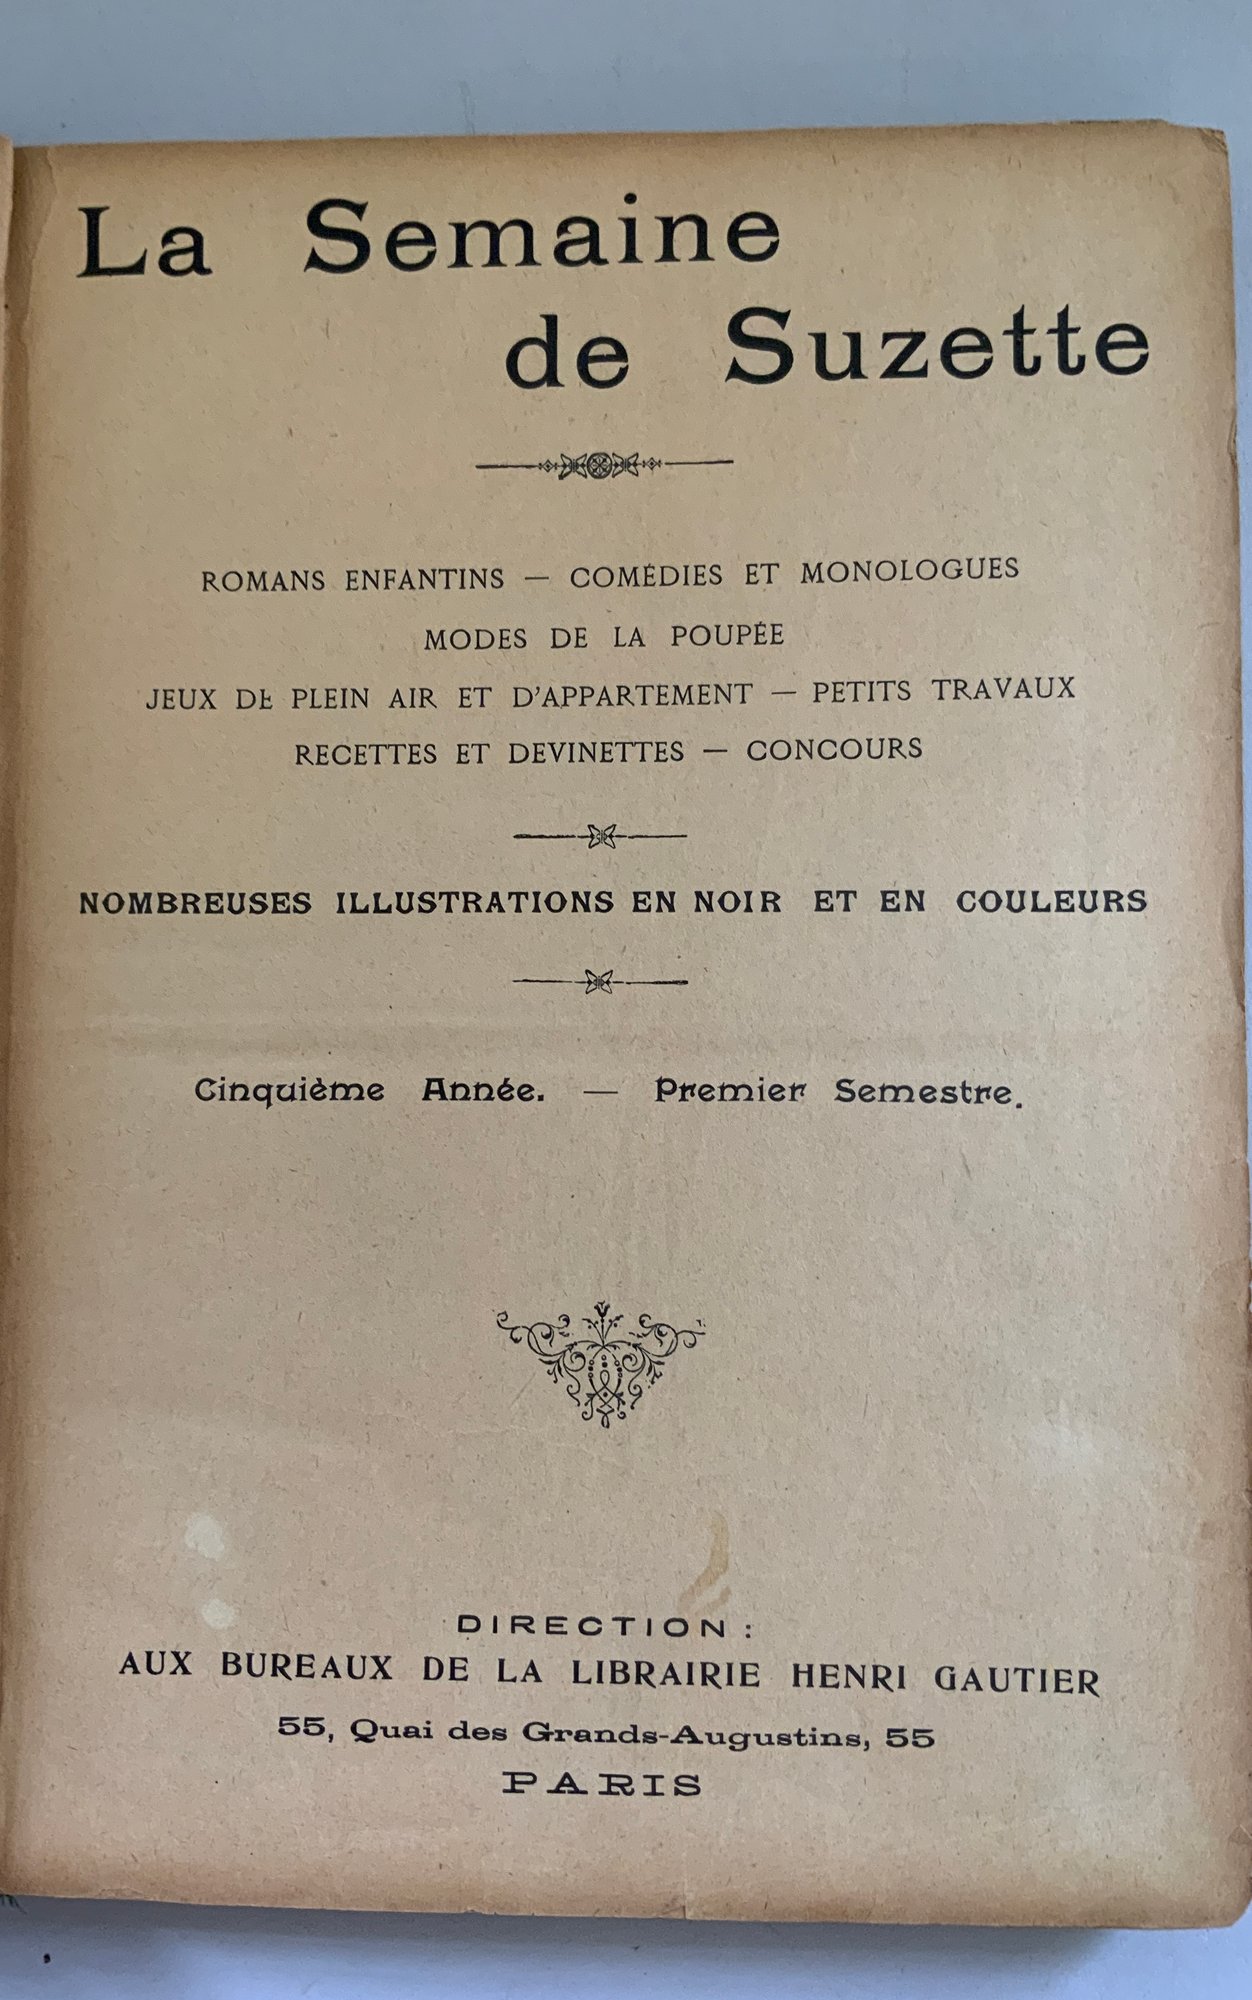 La Semaine
de Suzette
ROMANS ENFANTINS — COMÉDIES ET MONOLOGUES
MODES DE LA POUPÉE
JEUX DE PLEIN AIR ET D'APPARTEMENT — PETITS TRAVAUX
RECETTES ET DEVINETTES — CONCOURS
NOMBREUSES ILLUSTRATIONS EN NOIR ET EN COULEURS
Cinquième Année. — Premier Semestre.
DIRECTION :
AUX BUREAUX DE LA LIBRAIRIE HENRI GAUTIER
55, Quai des Grands-Augustins, 55
PARIS